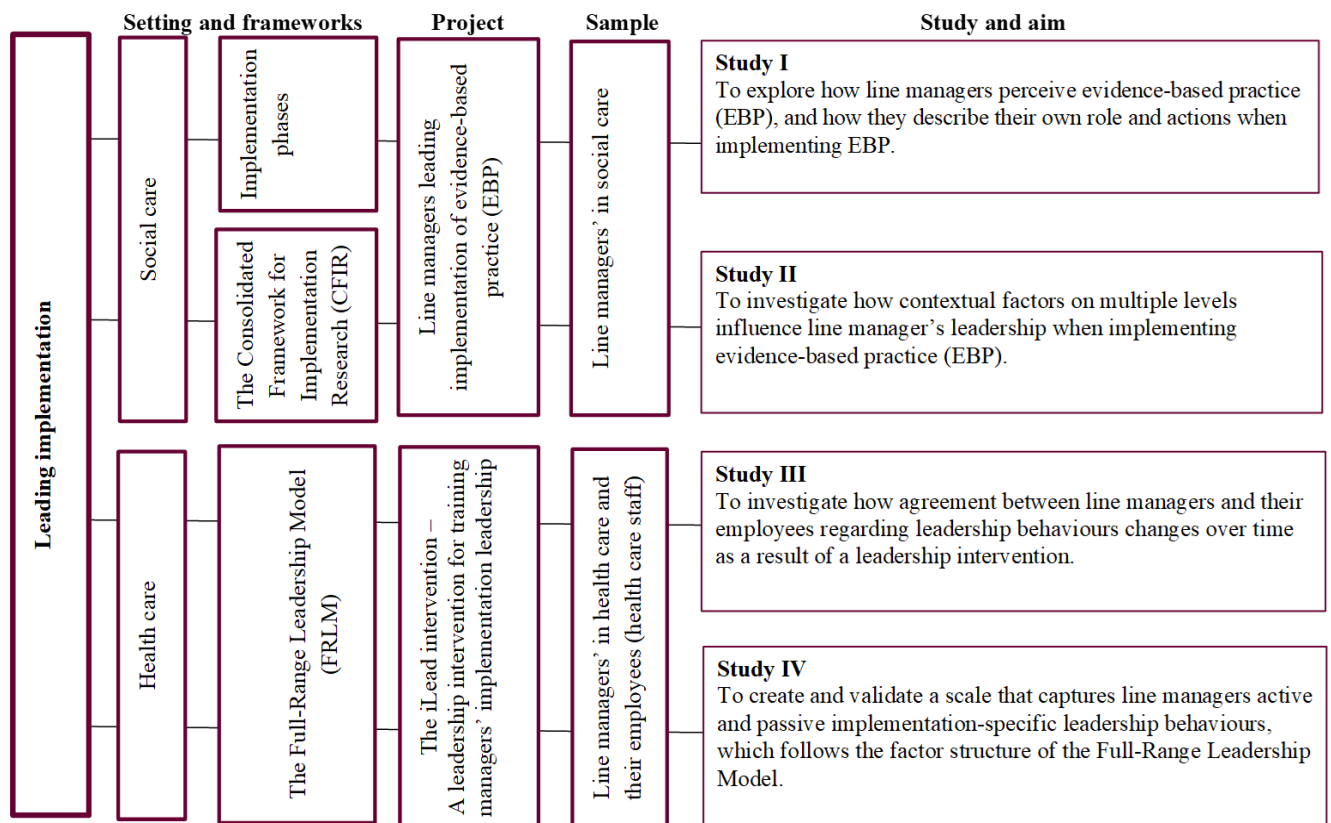 Setting and frameworks
Project
Sample
Study and aim
Leading implementation
Social care
Implementation
phases
The Consolidated
Framework for
Implementation
Research (CFIR)
Line managers leading
implementation of evidence-based
practice (EBP)
Line managers’ in social care
Study I
To explore how line managers perceive evidence-based practice
(EBP), and how they describe their own role and actions when
implementing EBP.
Study II
To investigate how contextual factors on multiple levels
influence line manager’s leadership when implementing
evidence-based practice (EBP).
Health care
The Full-Range Leadership Model
(FRLM)
The iLead intervention –
A leadership intervention for training
managers’ implementation leadership
Line managers’ in health care and
their employees (health care staff)
Study III
To investigate how agreement between line managers and their
employees regarding leadership behaviours changes over time
as a result of a leadership intervention.
Study IV
To create and validate a scale that captures line managers active
and passive implementation-specific leadership behaviours,
which follows the factor structure of the Full-Range Leadership
Model.